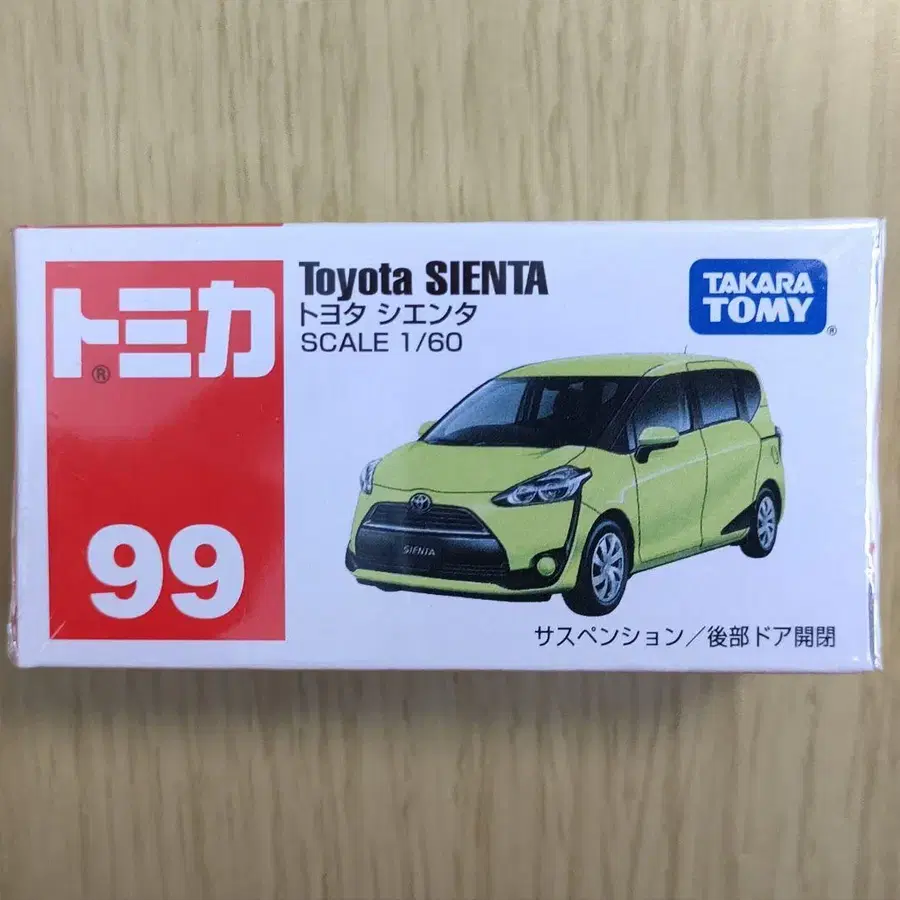 トミカ®
99
Toyota SIENTA
トヨタ シエンタ
SCALE 1/60
TAKARA
TOMY®
SIENTA
サスペンション／後部ドア開閉